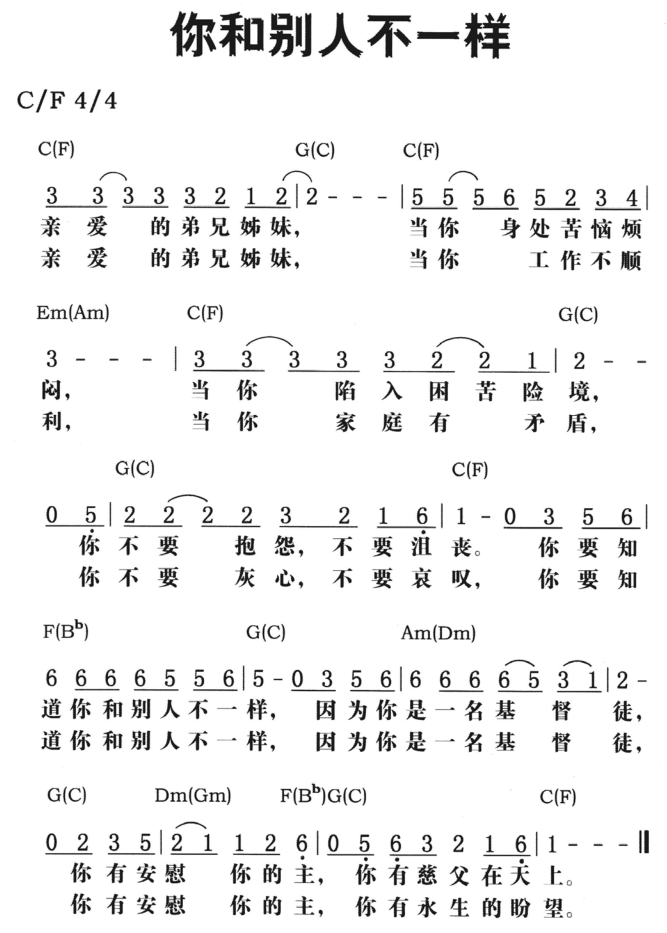 你和别人不一样
C/F 4/4
C(F) G(C) C(F)
3 3 3 3 3 2 1 2 | 2 - - - | 5 5 5 6 5 2 3 4 |
亲爱 的弟兄姊妹， 当你 身处苦恼烦
亲爱 的弟兄姊妹， 当你 工作不顺
Em(Am) C(F) G(C)
3 - - - | 3 3 3 3 3 2 2 1 | 2 - -
闷， 当你 陷入困苦险境，
利， 当你 家庭有 矛盾，
G(C) C(F)
0 5 | 2 2 2 2 3 2 1 6 | 1 - 0 3 5 6 |
你不要 抱怨，不要沮丧。 你要知
你不要 灰心，不要哀叹， 你要知
F(Bb) G(C) Am(Dm)
6 6 6 6 6 5 5 6 | 5 - 0 3 5 6 | 6 6 6 6 5 3 1 | 2 -
道你和别人不一样， 因为你是一名基 督徒，
道你和别人不一样， 因为你是一名基 督徒，
G(C) Dm(Gm) F(Bb)G(C) C(F)
0 2 3 5 | 2 1 1 2 6 | 0 5 6 3 2 1 6 | 1 - - - ‖
你有安慰 你的主， 你有慈父在天上。
你有安慰 你的主， 你有永生的盼望。